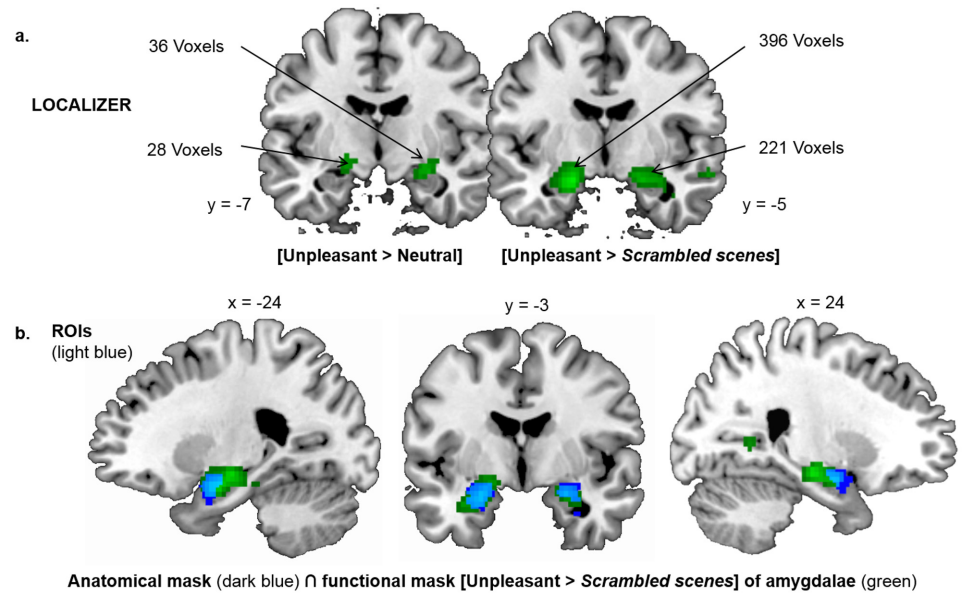 a.
36 Voxels
396 Voxels
LOCALIZER
28 Voxels
221 Voxels
y = -7
y = -5
[Unpleasant > Neutral]
[Unpleasant > Scrambled scenes]
x = -24
y = -3
x = 24
b. ROIs
(light blue)
Anatomical mask (dark blue) ∩ functional mask [Unpleasant > Scrambled scenes] of amygdalae (green)